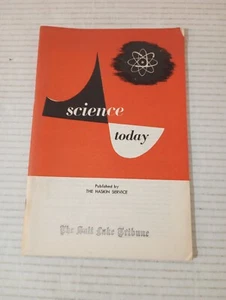 science
today
Published by
THE HASKIN SERVICE
The Salt Lake Tribune